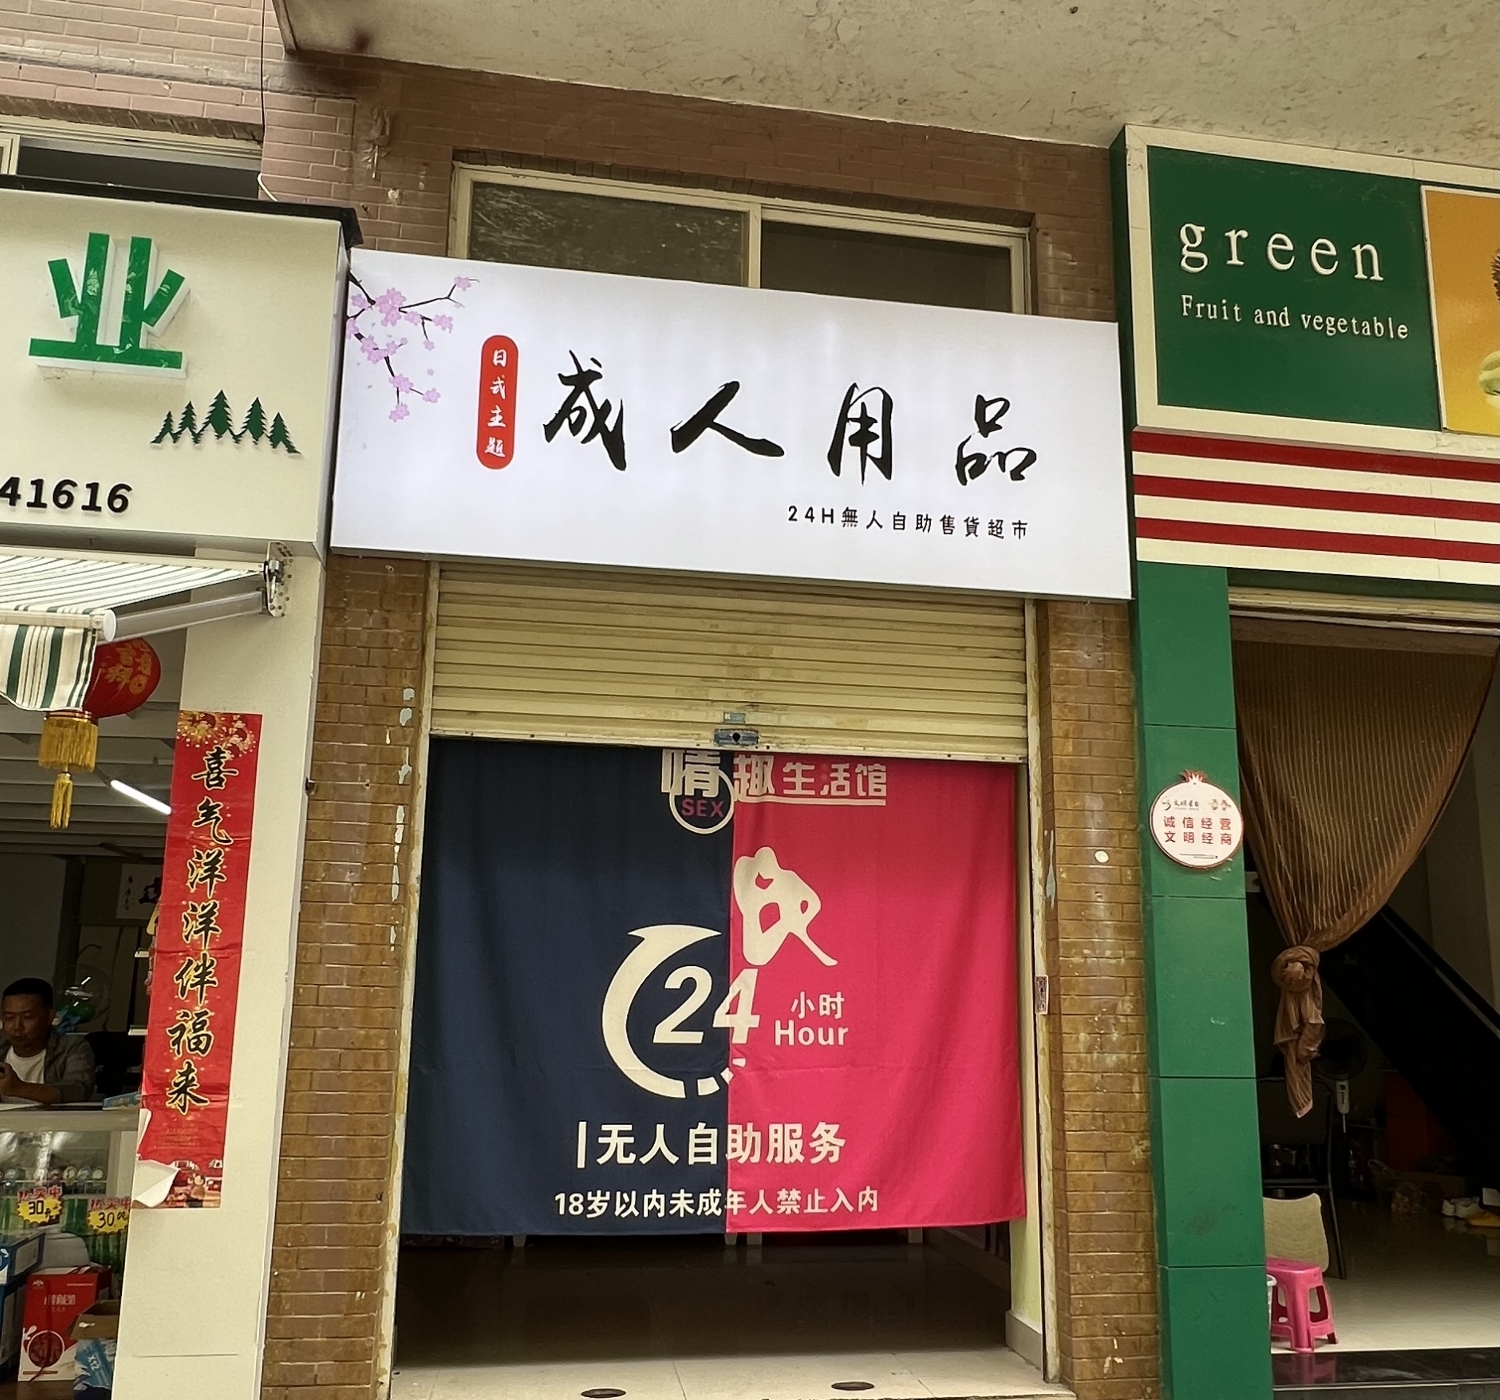 业
41616
日式主题
成人用品
24H無人自助售貨超市
green
Fruit and vegetable
喜气洋洋伴福来
情趣生活馆
SEX
24
小时
Hour
无人自助服务
18岁以内未成年人禁止入内
诚信经营
文明经商
30元
30